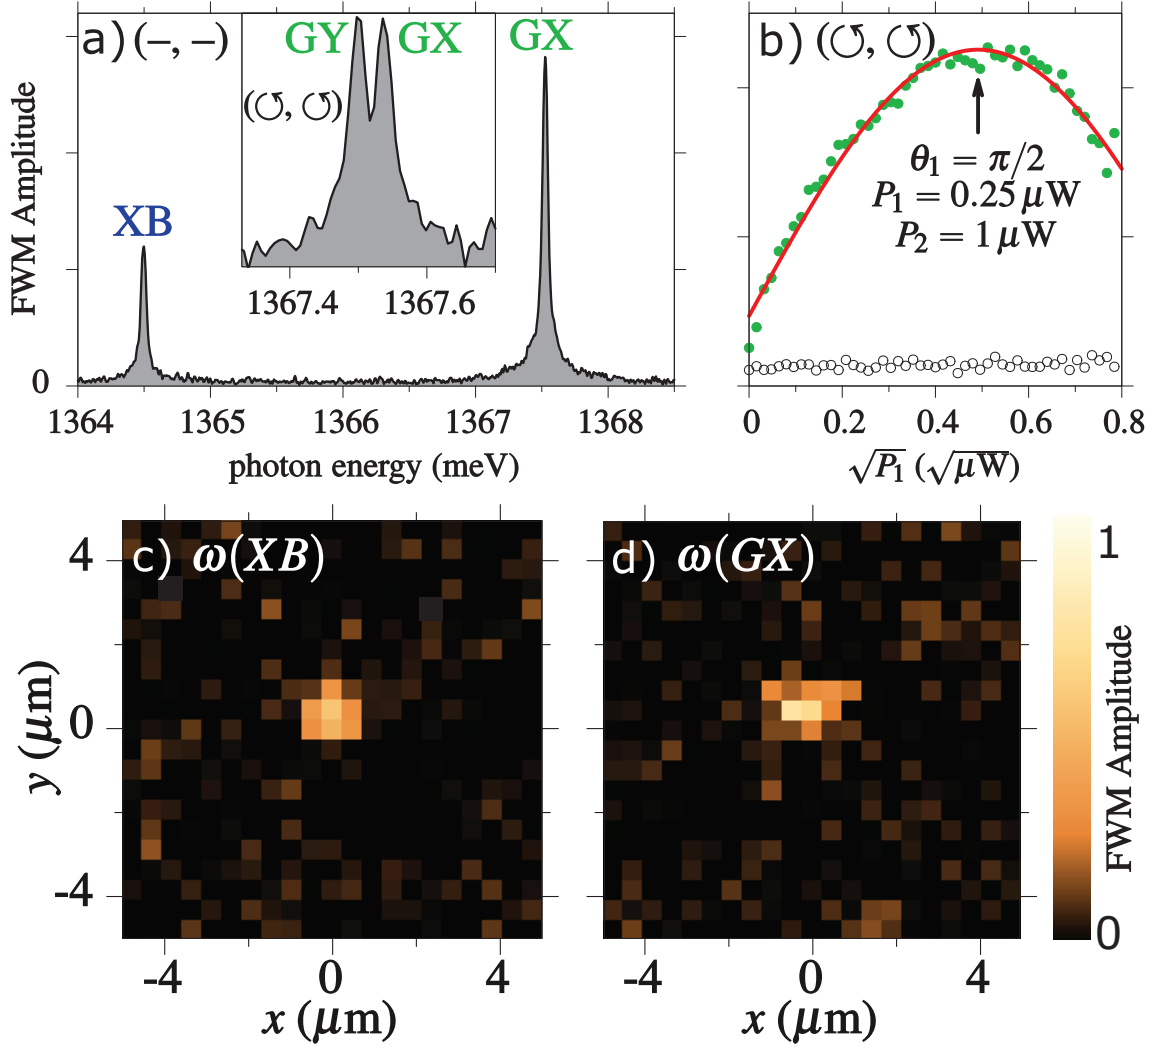 a) (–, –)
GY GX
GX
(↺, ↺)
XB
1367.4 1367.6
FWM Amplitude
0
1364 1365 1366 1367 1368
photon energy (meV)
b) (↺, ↺)
θ₁ = π/2
P₁ = 0.25 μW
P₂ = 1 μW
0 0.2 0.4 0.6 0.8
√P₁ (√μW)
c) ω(XB)
4
0
-4
y (μm)
-4 0 4
x (μm)
d) ω(GX)
-4 0 4
x (μm)
1
FWM Amplitude
0